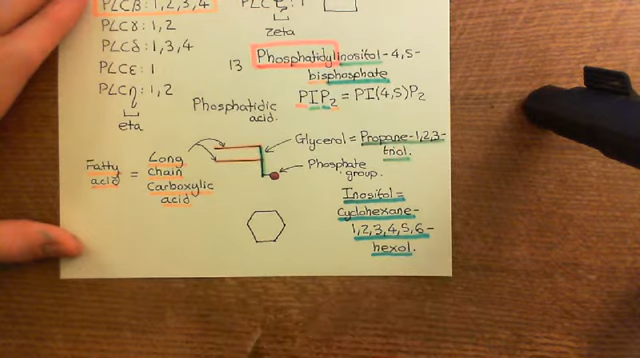 PLCβ: 1,2,3,4
PLCγ: 1,2
PLCδ: 1,3,4
PLCε: 1
PLCη: 1,2
eta
PLCζ: 1
zeta
13
Phosphatidylinositol-4,5-
bisphosphate
PIP₂ = PI(4,5)P₂
Phosphatidic
acid.
Glycerol = Propane-1,2,3-
triol.
Phosphate
group.
Fatty
acid
=
Long
chain
Carboxylic
acid
Inositol =
Cyclohexane-
1,2,3,4,5,6-
hexol.